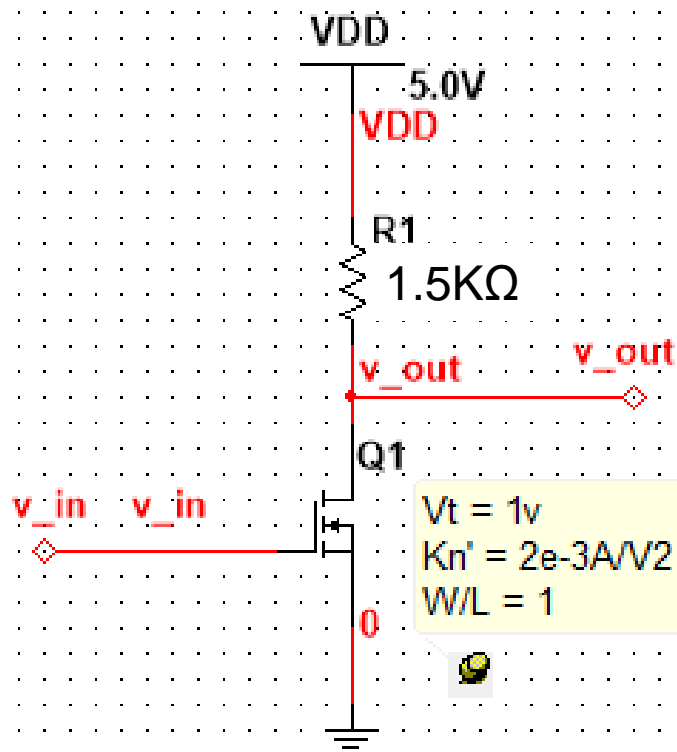 VDD
5.0V
VDD
R1
1.5KΩ
v_out
v_out
Q1
v_in v_in
Vt = 1v
Kn' = 2e-3A/V2
W/L = 1
0